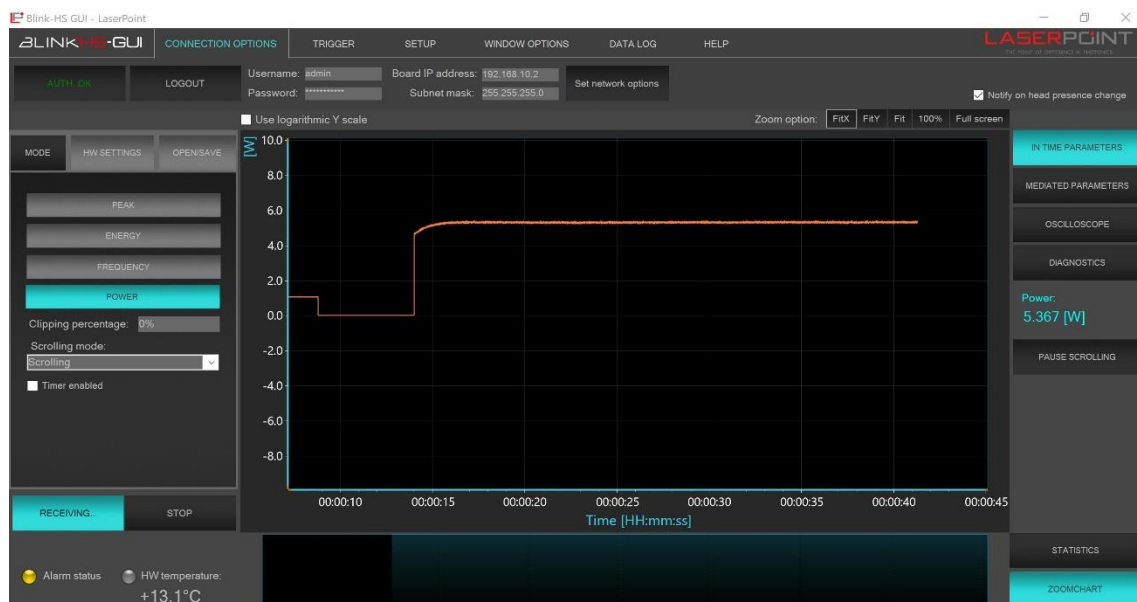 Blink-HS GUI - LaserPoint
BLINKHS-GUI
CONNECTION OPTIONS
TRIGGER
SETUP
WINDOW OPTIONS
DATA LOG
HELP
LASERPOINT
AUTH: OK
LOGOUT
Username: admin
Password: ***********
Board IP address: 192.168.10.2
Subnet mask: 255.255.255.0
Set network options
Notify on head presence change
Use logarithmic Y scale
Zoom option: FitX FitY Fit 100% Full screen
MODE
HW SETTINGS
OPEN/SAVE
PEAK
ENERGY
FREQUENCY
POWER
Clipping percentage: 0%
Scrolling mode:
Scrolling
Timer enabled
RECEIVING..
STOP
Alarm status
HW temperature:
+13.1°C
[W]
10.0
8.0
6.0
4.0
2.0
0.0
-2.0
-4.0
-6.0
-8.0
00:00:10 00:00:15 00:00:20 00:00:25 00:00:30 00:00:35 00:00:40 00:00:45
Time [HH:mm:ss]
IN TIME PARAMETERS
MEDIATED PARAMETERS
OSCILLOSCOPE
DIAGNOSTICS
Power:
5.367 [W]
PAUSE SCROLLING
STATISTICS
ZOOMCHART